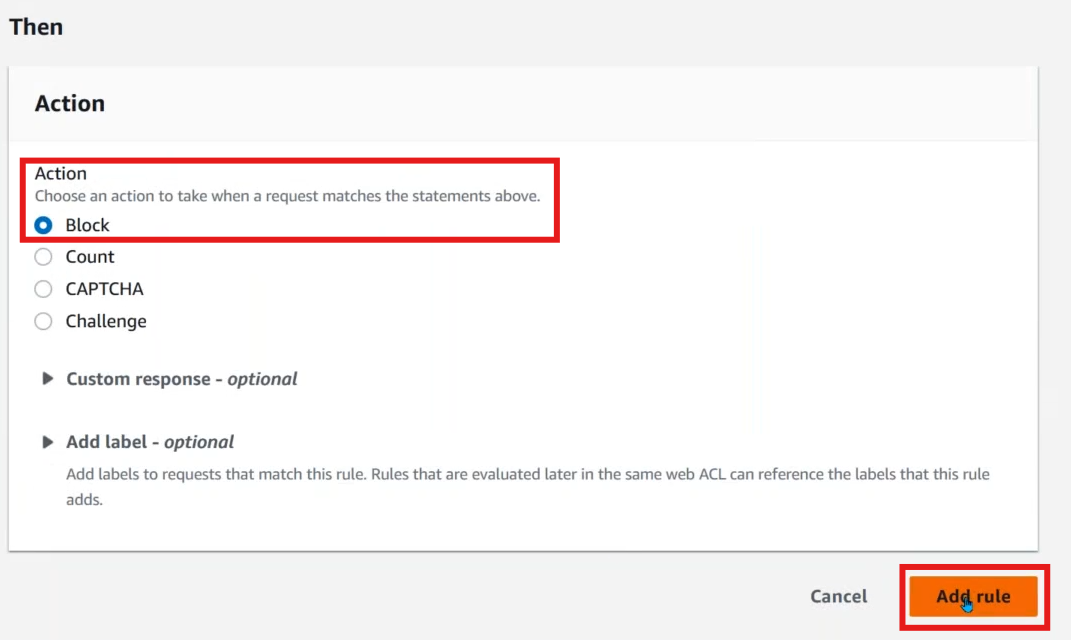 Then
Action
Action
Choose an action to take when a request matches the statements above.
Block
Count
CAPTCHA
Challenge
Custom response - optional
Add label - optional
Add labels to requests that match this rule. Rules that are evaluated later in the same web ACL can reference the labels that this rule
adds.
Cancel
Add rule